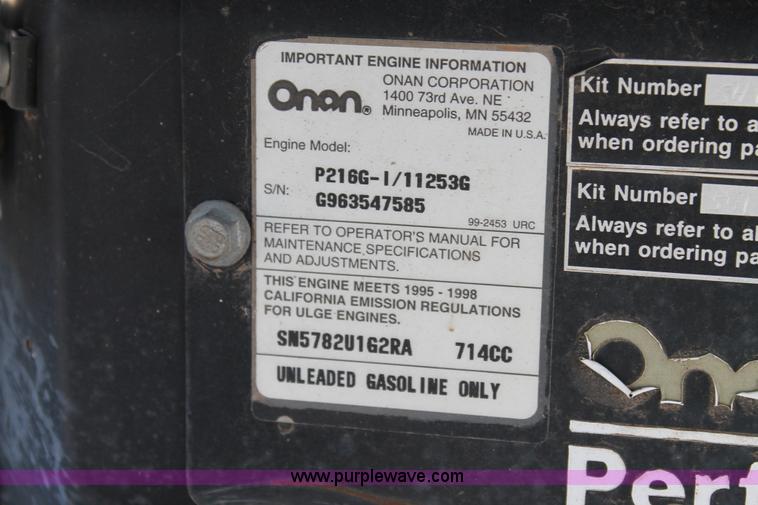 IMPORTANT ENGINE INFORMATION
Onan®
ONAN CORPORATION
1400 73rd Ave. NE
Minneapolis, MN 55432
MADE IN U.S.A.
Engine Model:
P216G-I/11253G
S/N:
G963547585
99-2453 URC
REFER TO OPERATOR'S MANUAL FOR
MAINTENANCE, SPECIFICATIONS
AND ADJUSTMENTS.
THIS ENGINE MEETS 1995 - 1998
CALIFORNIA EMISSION REGULATIONS
FOR ULGE ENGINES.
SN5782U1G2RA 714CC
UNLEADED GASOLINE ONLY
Kit Number
Always refer to a
when ordering pa
Kit Number
Always refer to al
when ordering pa
Onan
Perf
www.purplewave.com